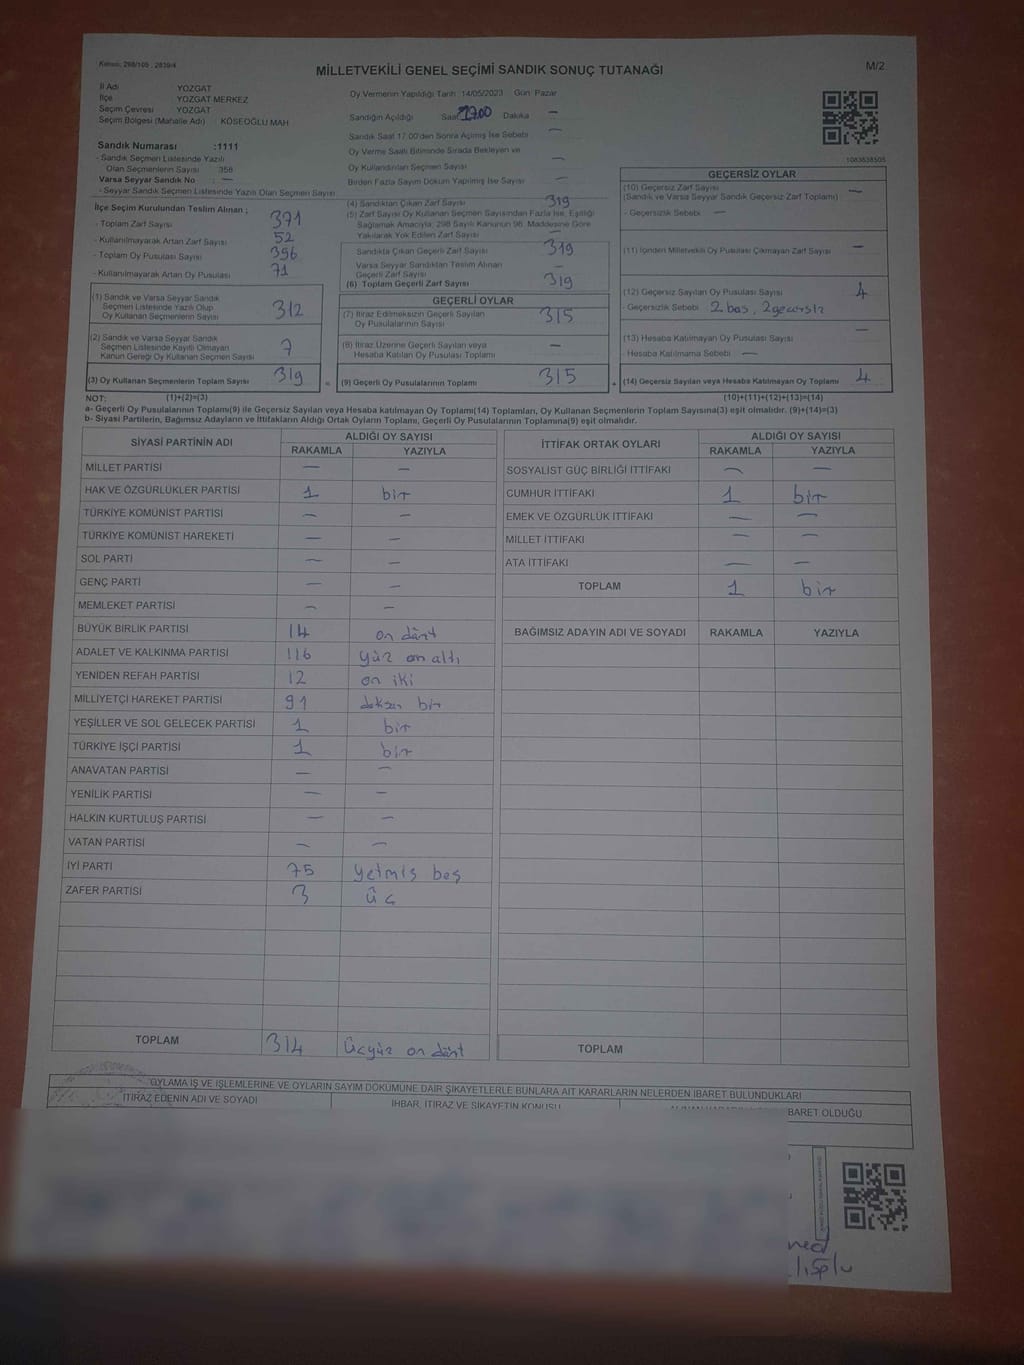 Kanun: 298/105 ; 2839/4
MİLLETVEKİLİ GENEL SEÇİMİ SANDIK SONUÇ TUTANAĞI
M/2
İl Adı YOZGAT
İlçe YOZGAT MERKEZ
Seçim Çevresi YOZGAT
Seçim Bölgesi (Mahalle Adı) KÖSEOĞLU MAH
Sandık Numarası :1111
- Sandık Seçmen Listesinde Yazılı
Olan Seçmenlerin Sayısı 356
Varsa Seyyar Sandık No : —
- Seyyar Sandık Seçmen Listesinde Yazılı Olan Seçmen Sayısı
Oy Vermenin Yapıldığı Tarih :14/05/2023 Gün: Pazar
Sandığın Açıldığı Saat 17.00 Dakika —
Sandık Saat 17.00'den Sonra Açılmış İse Sebebi —
Oy Verme Saati Bitiminde Sırada Bekleyen ve
Oy Kullandırılan Seçmen Sayısı —
Birden Fazla Sayım Döküm Yapılmış İse Sayısı —
1083838505
İlçe Seçim Kurulundan Teslim Alınan ;
- Toplam Zarf Sayısı 371
- Kullanılmayarak Artan Zarf Sayısı 52
- Toplam Oy Pusulası Sayısı 396
- Kullanılmayarak Artan Oy Pusulası 71
(4) Sandıktan Çıkan Zarf Sayısı 319
(5) Zarf Sayısı Oy Kullanan Seçmen Sayısından Fazla İse, Eşitliği
Sağlamak Amacıyla, 298 Sayılı Kanunun 98. Maddesine Göre
Yakılarak Yok Edilen Zarf Sayısı —
Sandıkta Çıkan Geçerli Zarf Sayısı 319
Varsa Seyyar Sandıktan Teslim Alınan
Geçerli Zarf Sayısı —
(6) Toplam Geçerli Zarf Sayısı 319
GEÇERSİZ OYLAR
(10) Geçersiz Zarf Sayısı —
(Sandık ve Varsa Seyyar Sandık Geçersiz Zarf Toplamı)
- Geçersizlik Sebebi —
(11) İçinden Milletvekili Oy Pusulası Çıkmayan Zarf Sayısı —
(12) Geçersiz Sayılan Oy Pusulası Sayısı 4
- Geçersizlik Sebebi 2 boş, 2 geçersiz
(13) Hesaba Katılmayan Oy Pusulası Sayısı —
- Hesaba Katılmama Sebebi —
(14) Geçersiz Sayılan veya Hesaba Katılmayan Oy Toplamı 4
(1) Sandık ve Varsa Seyyar Sandık
Seçmen Listesinde Yazılı Olup
Oy Kullanan Seçmenlerin Sayısı 312
(2) Sandık ve Varsa Seyyar Sandık
Seçmen Listesinde Kayıtlı Olmayan
Kanun Gereği Oy Kullanan Seçmen Sayısı 7
(3) Oy Kullanan Seçmenlerin Toplam Sayısı 319
GEÇERLİ OYLAR
(7) İtiraz Edilmeksizin Geçerli Sayılan
Oy Pusulalarının Sayısı 315
(8) İtiraz Üzerine Geçerli Sayılan veya
Hesaba Katılan Oy Pusulası Toplamı —
= (9) Geçerli Oy Pusulalarının Toplamı 315 +
NOT: (1)+(2)=(3)
(10)+(11)+(12)+(13)=(14)
a- Geçerli Oy Pusulalarının Toplamı(9) ile Geçersiz Sayılan veya Hesaba katılmayan Oy Toplamı(14) Toplamları, Oy Kullanan Seçmenlerin Toplam Sayısına(3) eşit olmalıdır. (9)+(14)=(3)
b- Siyasi Partilerin, Bağımsız Adayların ve İttifakların Aldığı Ortak Oyların Toplamı, Geçerli Oy Pusulalarının Toplamına(9) eşit olmalıdır.
SİYASİ PARTİNİN ADI ALDIĞI OY SAYISI
RAKAMLA YAZIYLA
MİLLET PARTİSİ — —
HAK VE ÖZGÜRLÜKLER PARTİSİ 1 bir
TÜRKİYE KOMÜNİST PARTİSİ — —
TÜRKİYE KOMÜNİST HAREKETİ — —
SOL PARTİ — —
GENÇ PARTİ — —
MEMLEKET PARTİSİ — —
BÜYÜK BİRLİK PARTİSİ 14 on dört
ADALET VE KALKINMA PARTİSİ 116 yüz on altı
YENİDEN REFAH PARTİSİ 12 on iki
MİLLİYETÇİ HAREKET PARTİSİ 91 doksan bir
YEŞİLLER VE SOL GELECEK PARTİSİ 1 bir
TÜRKİYE İŞÇİ PARTİSİ 1 bir
ANAVATAN PARTİSİ — —
YENİLİK PARTİSİ — —
HALKIN KURTULUŞ PARTİSİ — —
VATAN PARTİSİ — —
İYİ PARTİ 75 yetmiş beş
ZAFER PARTİSİ 3 üç
TOPLAM 314 Üçyüz on dört
İTTİFAK ORTAK OYLARI ALDIĞI OY SAYISI
RAKAMLA YAZIYLA
SOSYALİST GÜÇ BİRLİĞİ İTTİFAKI — —
CUMHUR İTTİFAKI 1 bir
EMEK VE ÖZGÜRLÜK İTTİFAKI — —
MİLLET İTTİFAKI — —
ATA İTTİFAKI — —
TOPLAM 1 bir
BAĞIMSIZ ADAYIN ADI VE SOYADI RAKAMLA YAZIYLA
TOPLAM
OYLAMA İŞ VE İŞLEMLERİNE VE OYLARIN SAYIM DÖKÜMÜNE DAİR ŞİKAYETLERLE BUNLARA AİT KARARLARIN NELERDEN İBARET BULUNDUKLARI
İTİRAZ EDENİN ADI VE SOYADI
İHBAR, İTİRAZ VE ŞİKAYETİN KONUSU
İBARET OLDUĞU